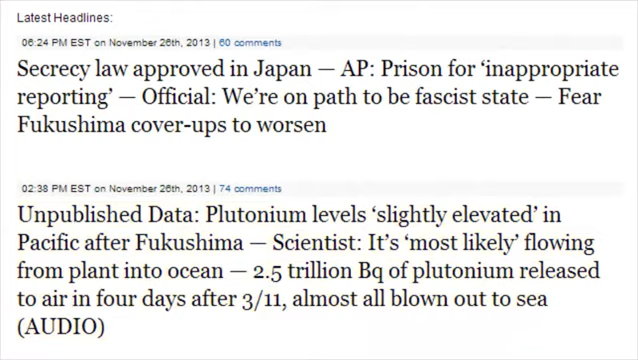 Latest Headlines:
06:24 PM EST on November 26th, 2013 | 60 comments
Secrecy law approved in Japan — AP: Prison for ‘inappropriate
reporting’ — Official: We’re on path to be fascist state — Fear
Fukushima cover-ups to worsen
02:38 PM EST on November 26th, 2013 | 74 comments
Unpublished Data: Plutonium levels ‘slightly elevated’ in
Pacific after Fukushima — Scientist: It’s ‘most likely’ flowing
from plant into ocean — 2.5 trillion Bq of plutonium released
to air in four days after 3/11, almost all blown out to sea
(AUDIO)